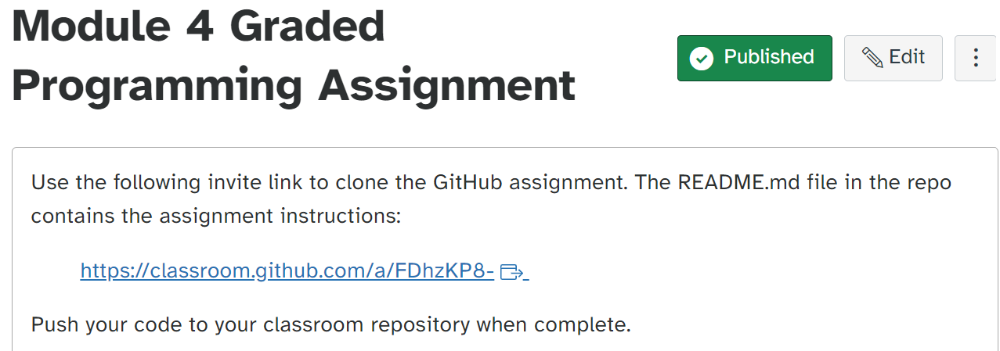 Module 4 Graded
Programming Assignment
Published
Edit
Use the following invite link to clone the GitHub assignment. The README.md file in the repo
contains the assignment instructions:
https://classroom.github.com/a/FDhzKP8-
Push your code to your classroom repository when complete.